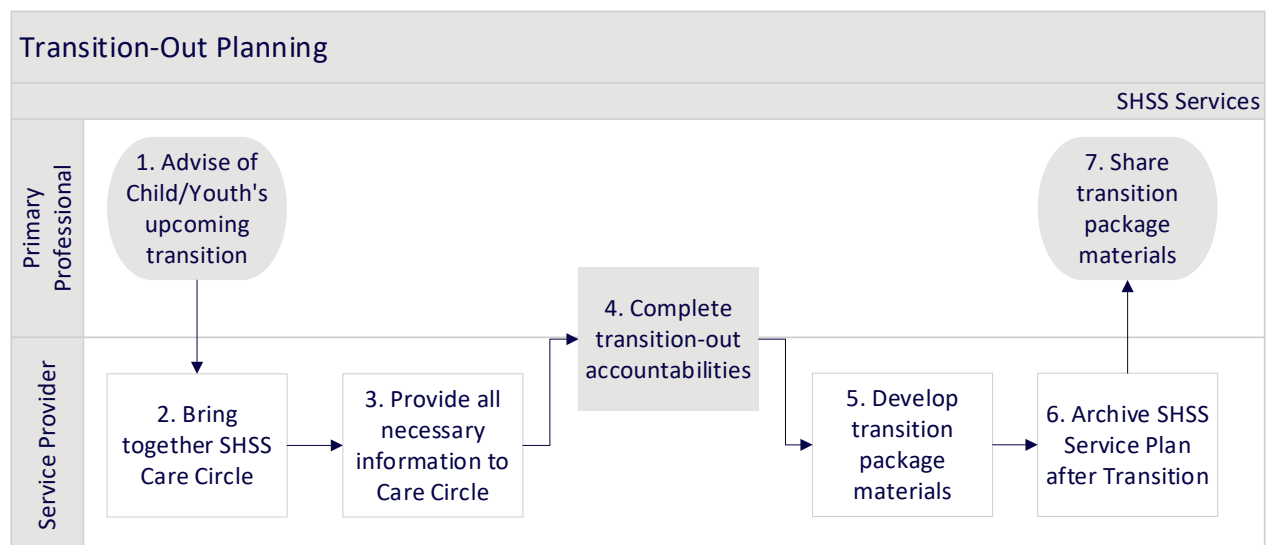 Transition-Out Planning
SHSS Services
Primary
Professional
1. Advise of
Child/Youth's
upcoming
transition
7. Share
transition
package
materials
4. Complete
transition-out
accountabilities
Service Provider
2. Bring
together SHSS
Care Circle
3. Provide all
necessary
information to
Care Circle
5. Develop
transition
package
materials
6. Archive SHSS
Service Plan
after Transition